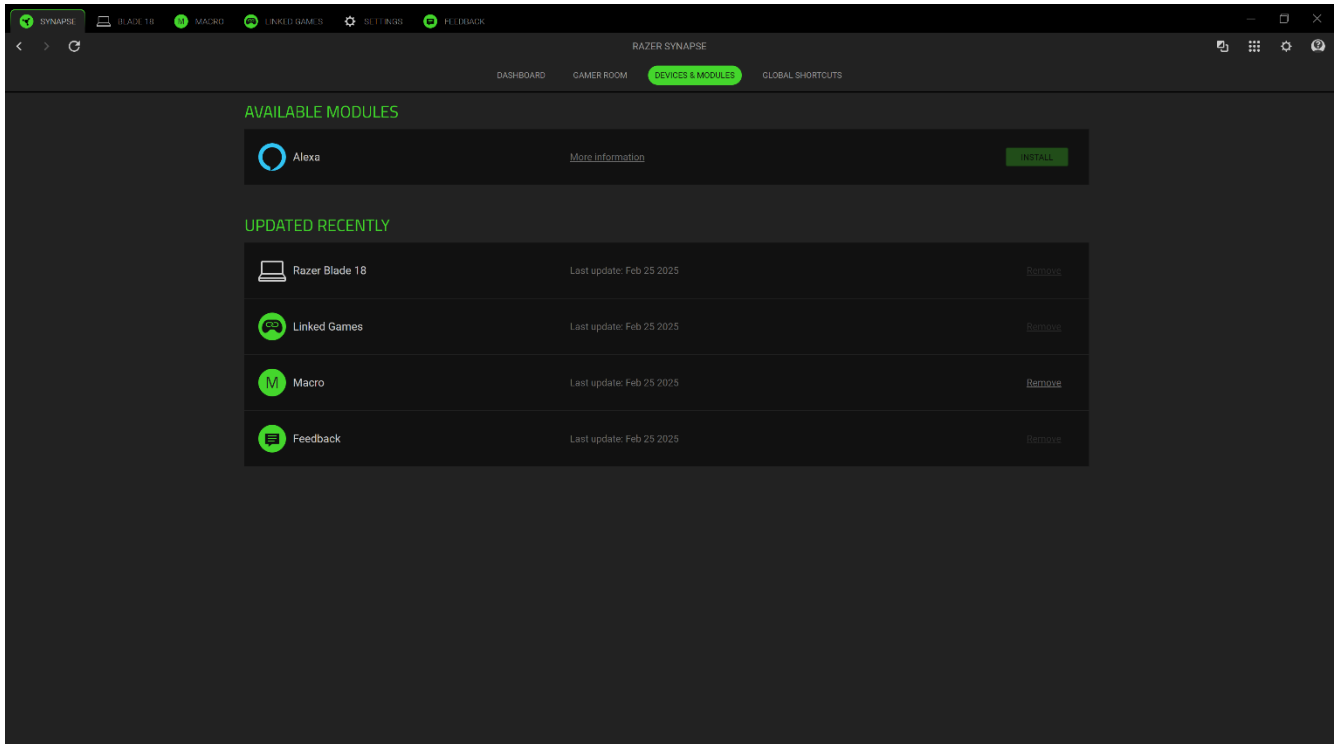 SYNAPSE BLADE 18 MACRO LINKED GAMES SETTINGS FEEDBACK
RAZER SYNAPSE
DASHBOARD GAMER ROOM DEVICES & MODULES GLOBAL SHORTCUTS
AVAILABLE MODULES
Alexa More information INSTALL
UPDATED RECENTLY
Razer Blade 18 Last update: Feb 25 2025 Remove
Linked Games Last update: Feb 25 2025 Remove
M Macro Last update: Feb 25 2025 Remove
Feedback Last update: Feb 25 2025 Remove